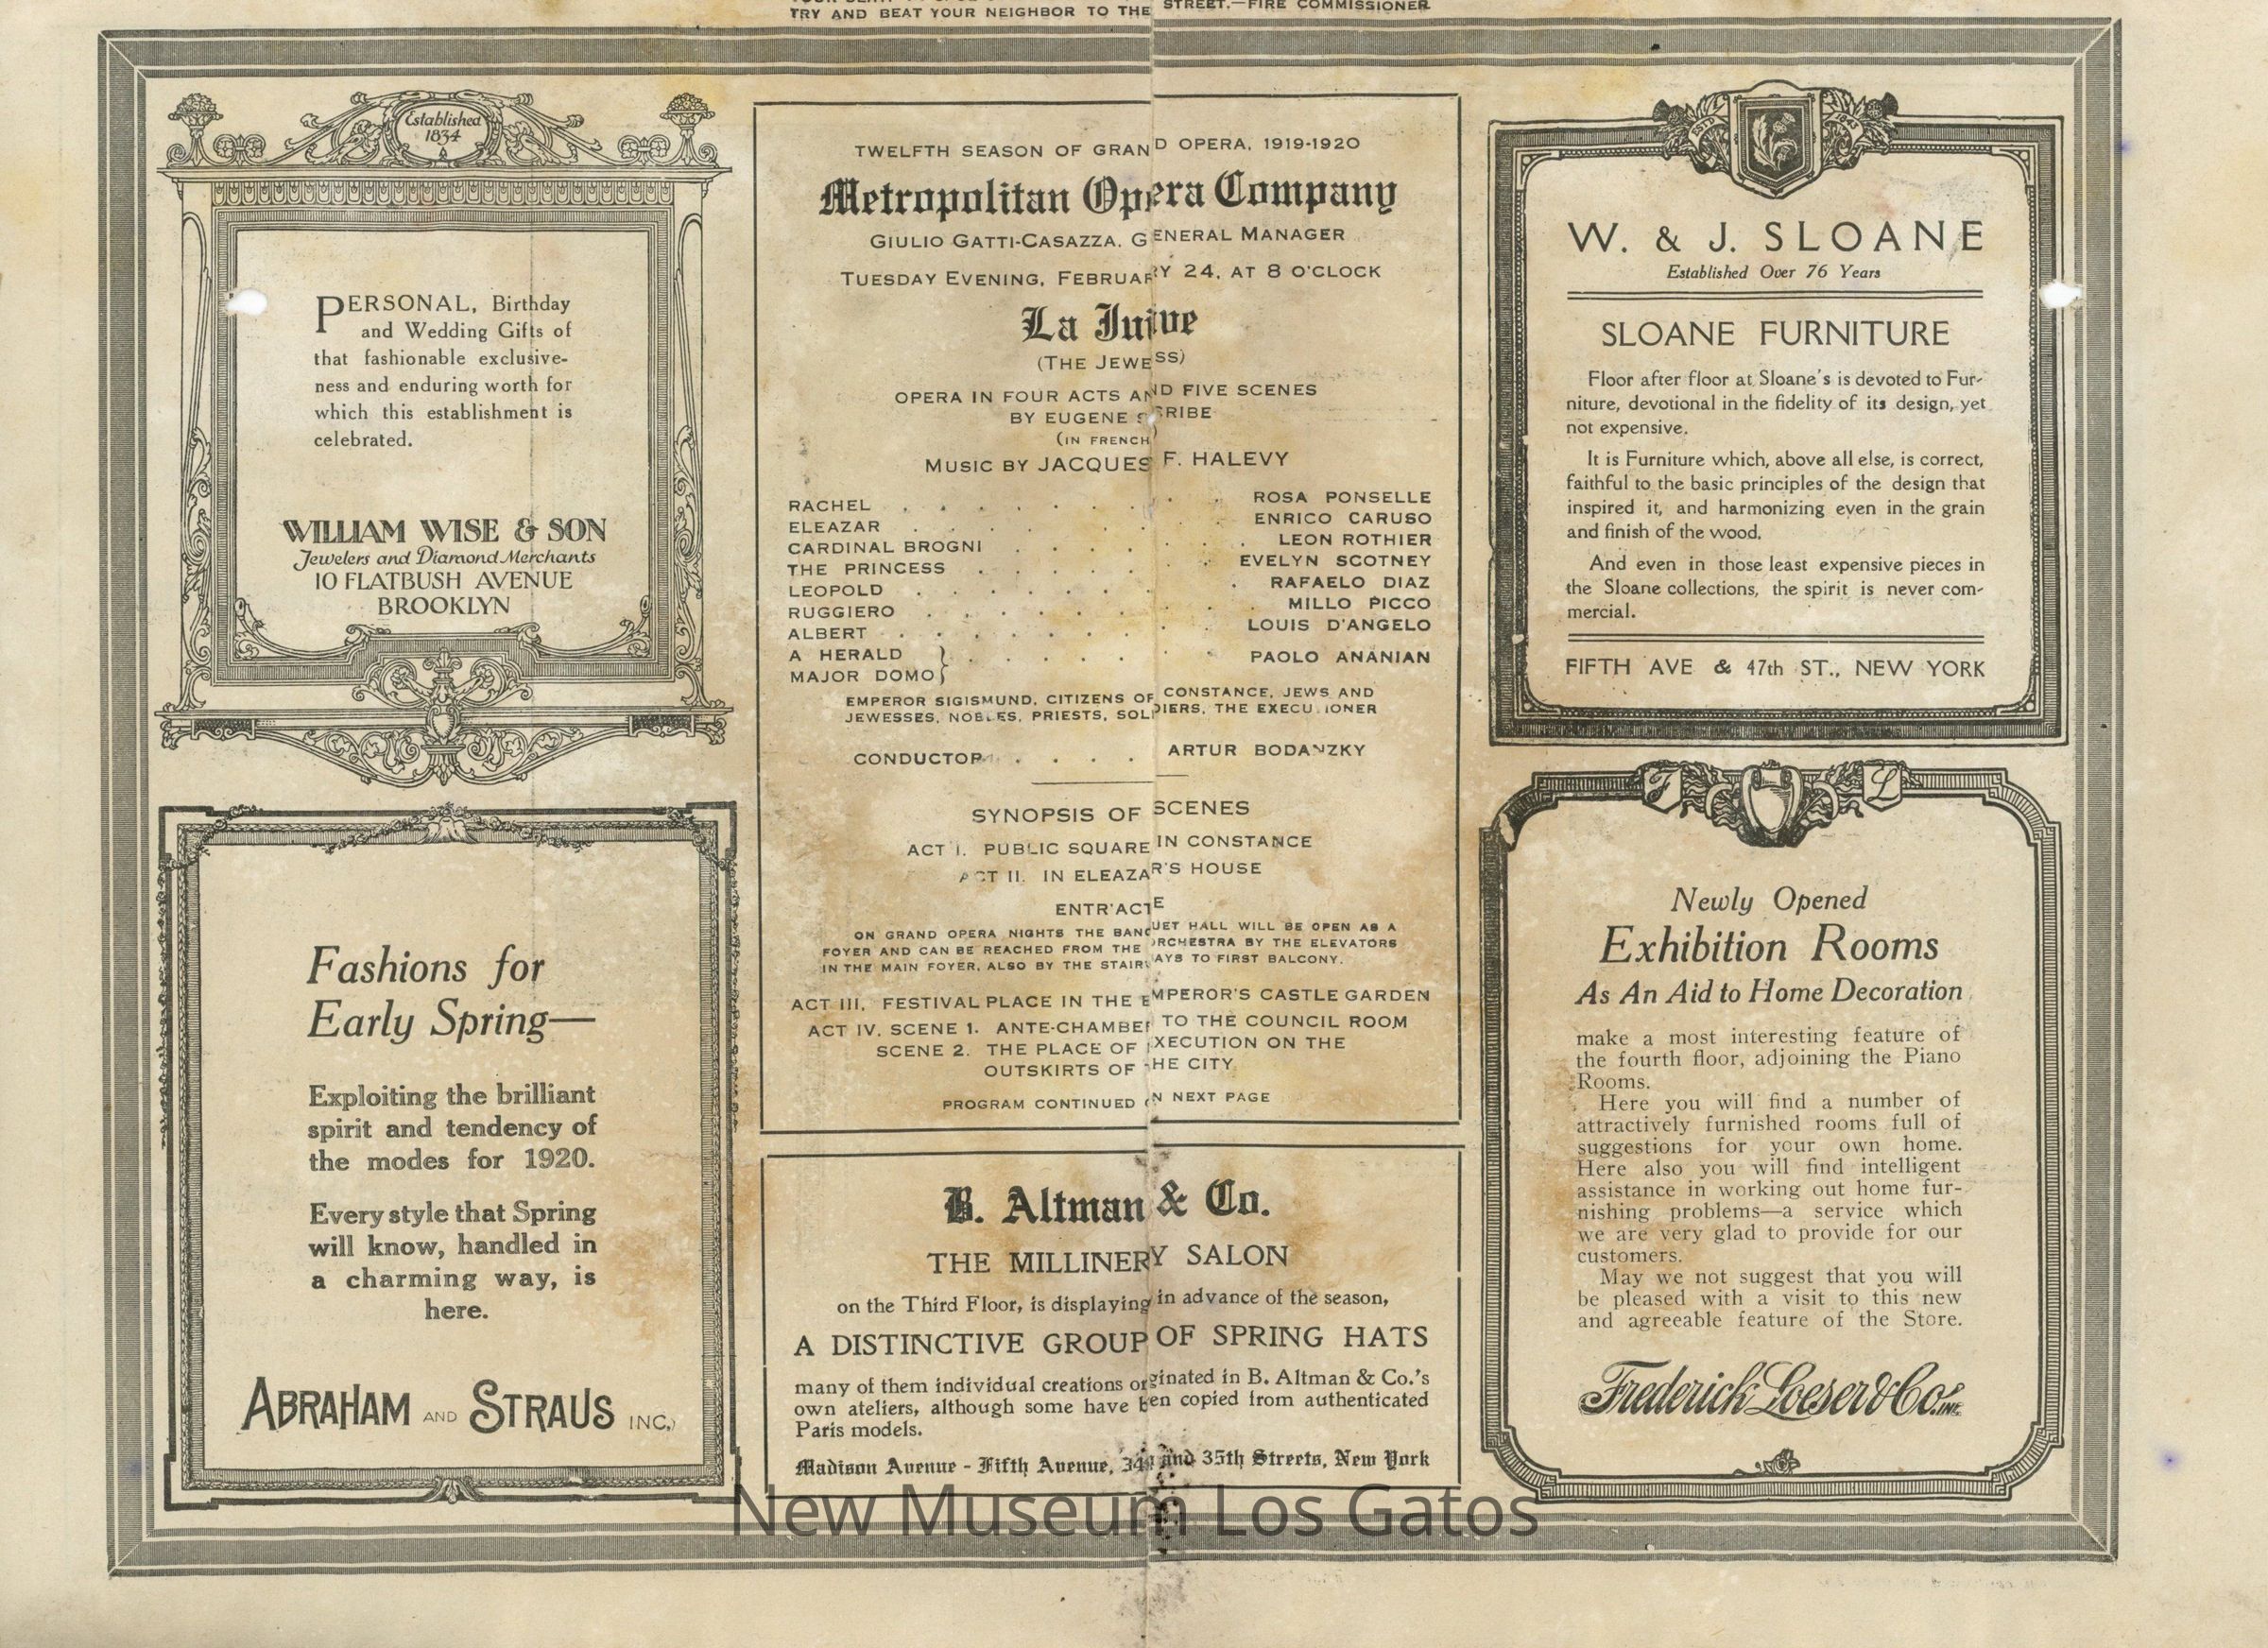 TRY AND BEAT YOUR NEIGHBOR TO THE STREET.—FIRE COMMISSIONER
Established
1834
PERSONAL, Birthday
and Wedding Gifts of
that fashionable exclusive-
ness and enduring worth for
which this establishment is
celebrated.
WILLIAM WISE & SON
Jewelers and Diamond Merchants
10 FLATBUSH AVENUE
BROOKLYN
Fashions for
Early Spring—
Exploiting the brilliant
spirit and tendency of
the modes for 1920.
Every style that Spring
will know, handled in
a charming way, is
here.
ABRAHAM AND STRAUS INC.
TWELFTH SEASON OF GRAND OPERA, 1919-1920
Metropolitan Opera Company
GIULIO GATTI-CASAZZA, GENERAL MANAGER
TUESDAY EVENING, FEBRUARY 24, AT 8 O'CLOCK
La Juive
(THE JEWESS)
OPERA IN FOUR ACTS AND FIVE SCENES
BY EUGENE SCRIBE
(IN FRENCH)
MUSIC BY JACQUES F. HALEVY
RACHEL . . . . . . . . ROSA PONSELLE
ELEAZAR . . . . . . . . ENRICO CARUSO
CARDINAL BROGNI . . . . . . LEON ROTHIER
THE PRINCESS . . . . . . . EVELYN SCOTNEY
LEOPOLD . . . . . . . . RAFAELO DIAZ
RUGGIERO . . . . . . . . MILLO PICCO
ALBERT . . . . . . . . LOUIS D'ANGELO
A HERALD } . . . . . . . PAOLO ANANIAN
MAJOR DOMO }
EMPEROR SIGISMUND, CITIZENS OF CONSTANCE, JEWS AND
JEWESSES, NOBLES, PRIESTS, SOLDIERS, THE EXECUTIONER
CONDUCTOR . . . . ARTUR BODANZKY
SYNOPSIS OF SCENES
ACT I. PUBLIC SQUARE IN CONSTANCE
ACT II. IN ELEAZAR'S HOUSE
ENTR'ACTE
ON GRAND OPERA NIGHTS THE BANQUET HALL WILL BE OPEN AS A
FOYER AND CAN BE REACHED FROM THE ORCHESTRA BY THE ELEVATORS
IN THE MAIN FOYER, ALSO BY THE STAIRWAYS TO FIRST BALCONY.
ACT III. FESTIVAL PLACE IN THE EMPEROR'S CASTLE GARDEN
ACT IV. SCENE 1. ANTE-CHAMBER TO THE COUNCIL ROOM
SCENE 2. THE PLACE OF EXECUTION ON THE
OUTSKIRTS OF THE CITY
PROGRAM CONTINUED ON NEXT PAGE
B. Altman & Co.
THE MILLINERY SALON
on the Third Floor, is displaying in advance of the season,
A DISTINCTIVE GROUP OF SPRING HATS
many of them individual creations originated in B. Altman & Co.'s
own ateliers, although some have been copied from authenticated
Paris models.
Madison Avenue - Fifth Avenue, 34th and 35th Streets, New York
ESTD 1843
W. & J. SLOANE
Established Over 76 Years
SLOANE FURNITURE
Floor after floor at Sloane's is devoted to Fur-
niture, devotional in the fidelity of its design, yet
not expensive.
It is Furniture which, above all else, is correct,
faithful to the basic principles of the design that
inspired it, and harmonizing even in the grain
and finish of the wood.
And even in those least expensive pieces in
the Sloane collections, the spirit is never com-
mercial.
FIFTH AVE & 47th ST., NEW YORK
F L
Newly Opened
Exhibition Rooms
As An Aid to Home Decoration
make a most interesting feature of
the fourth floor, adjoining the Piano
Rooms.
Here you will find a number of
attractively furnished rooms full of
suggestions for your own home.
Here also you will find intelligent
assistance in working out home fur-
nishing problems—a service which
we are very glad to provide for our
customers.
May we not suggest that you will
be pleased with a visit to this new
and agreeable feature of the Store.
Frederick Loeser & Co. INC.
New Museum Los Gatos